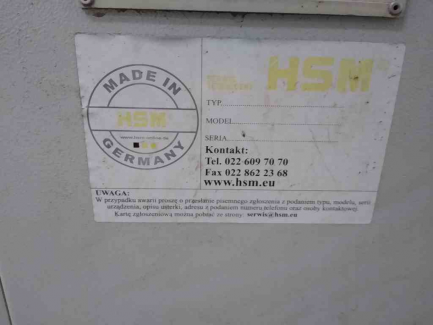 MADE IN
HSM
GERMANY
HSM
TYP.
MODEL
SERIA.
Kontakt:
Tel. 022 609 70 70
Fax 022 862 23 68
www.hsm.eu
UWAGA:
W przypadku awarii prosimy o przesłanie pisemnego zgłoszenia z podaniem typu, modelu, serii
urządzenia, opisu usterki, adresu z podaniem numeru telefonu oraz osoby kontaktowej.
Kartę zgłoszeniową można pobrać ze strony: serwis@hsm.eu